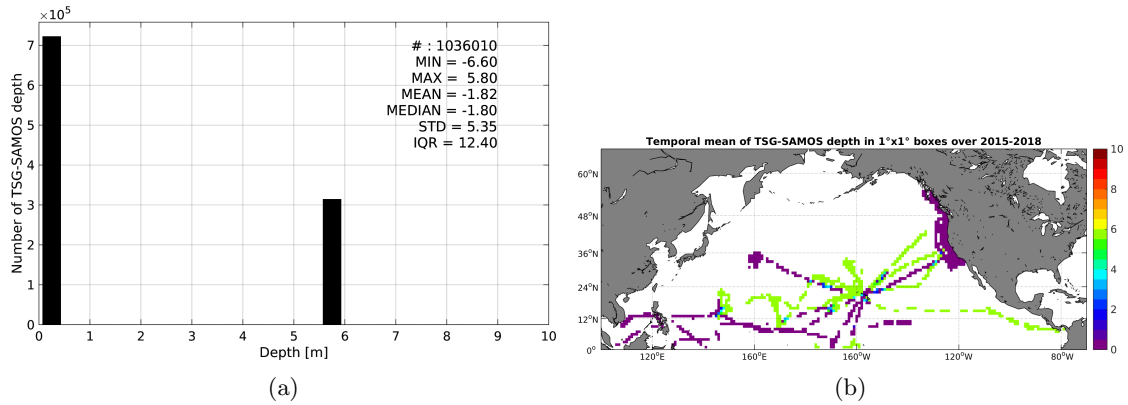 ×10⁵
7
6
5
4
3
2
1
0
Number of TSG-SAMOS depth
# : 1036010
MIN = -6.60
MAX = 5.80
MEAN = -1.82
MEDIAN = -1.80
STD = 5.35
IQR = 12.40
0 1 2 3 4 5 6 7 8 9 10
Depth [m]
(a)
Temporal mean of TSG-SAMOS depth in 1°x1° boxes over 2015-2018
60°N
48°N
36°N
24°N
12°N
0°
120°E 160°E 160°W 120°W 80°W
10
8
6
4
2
0
(b)